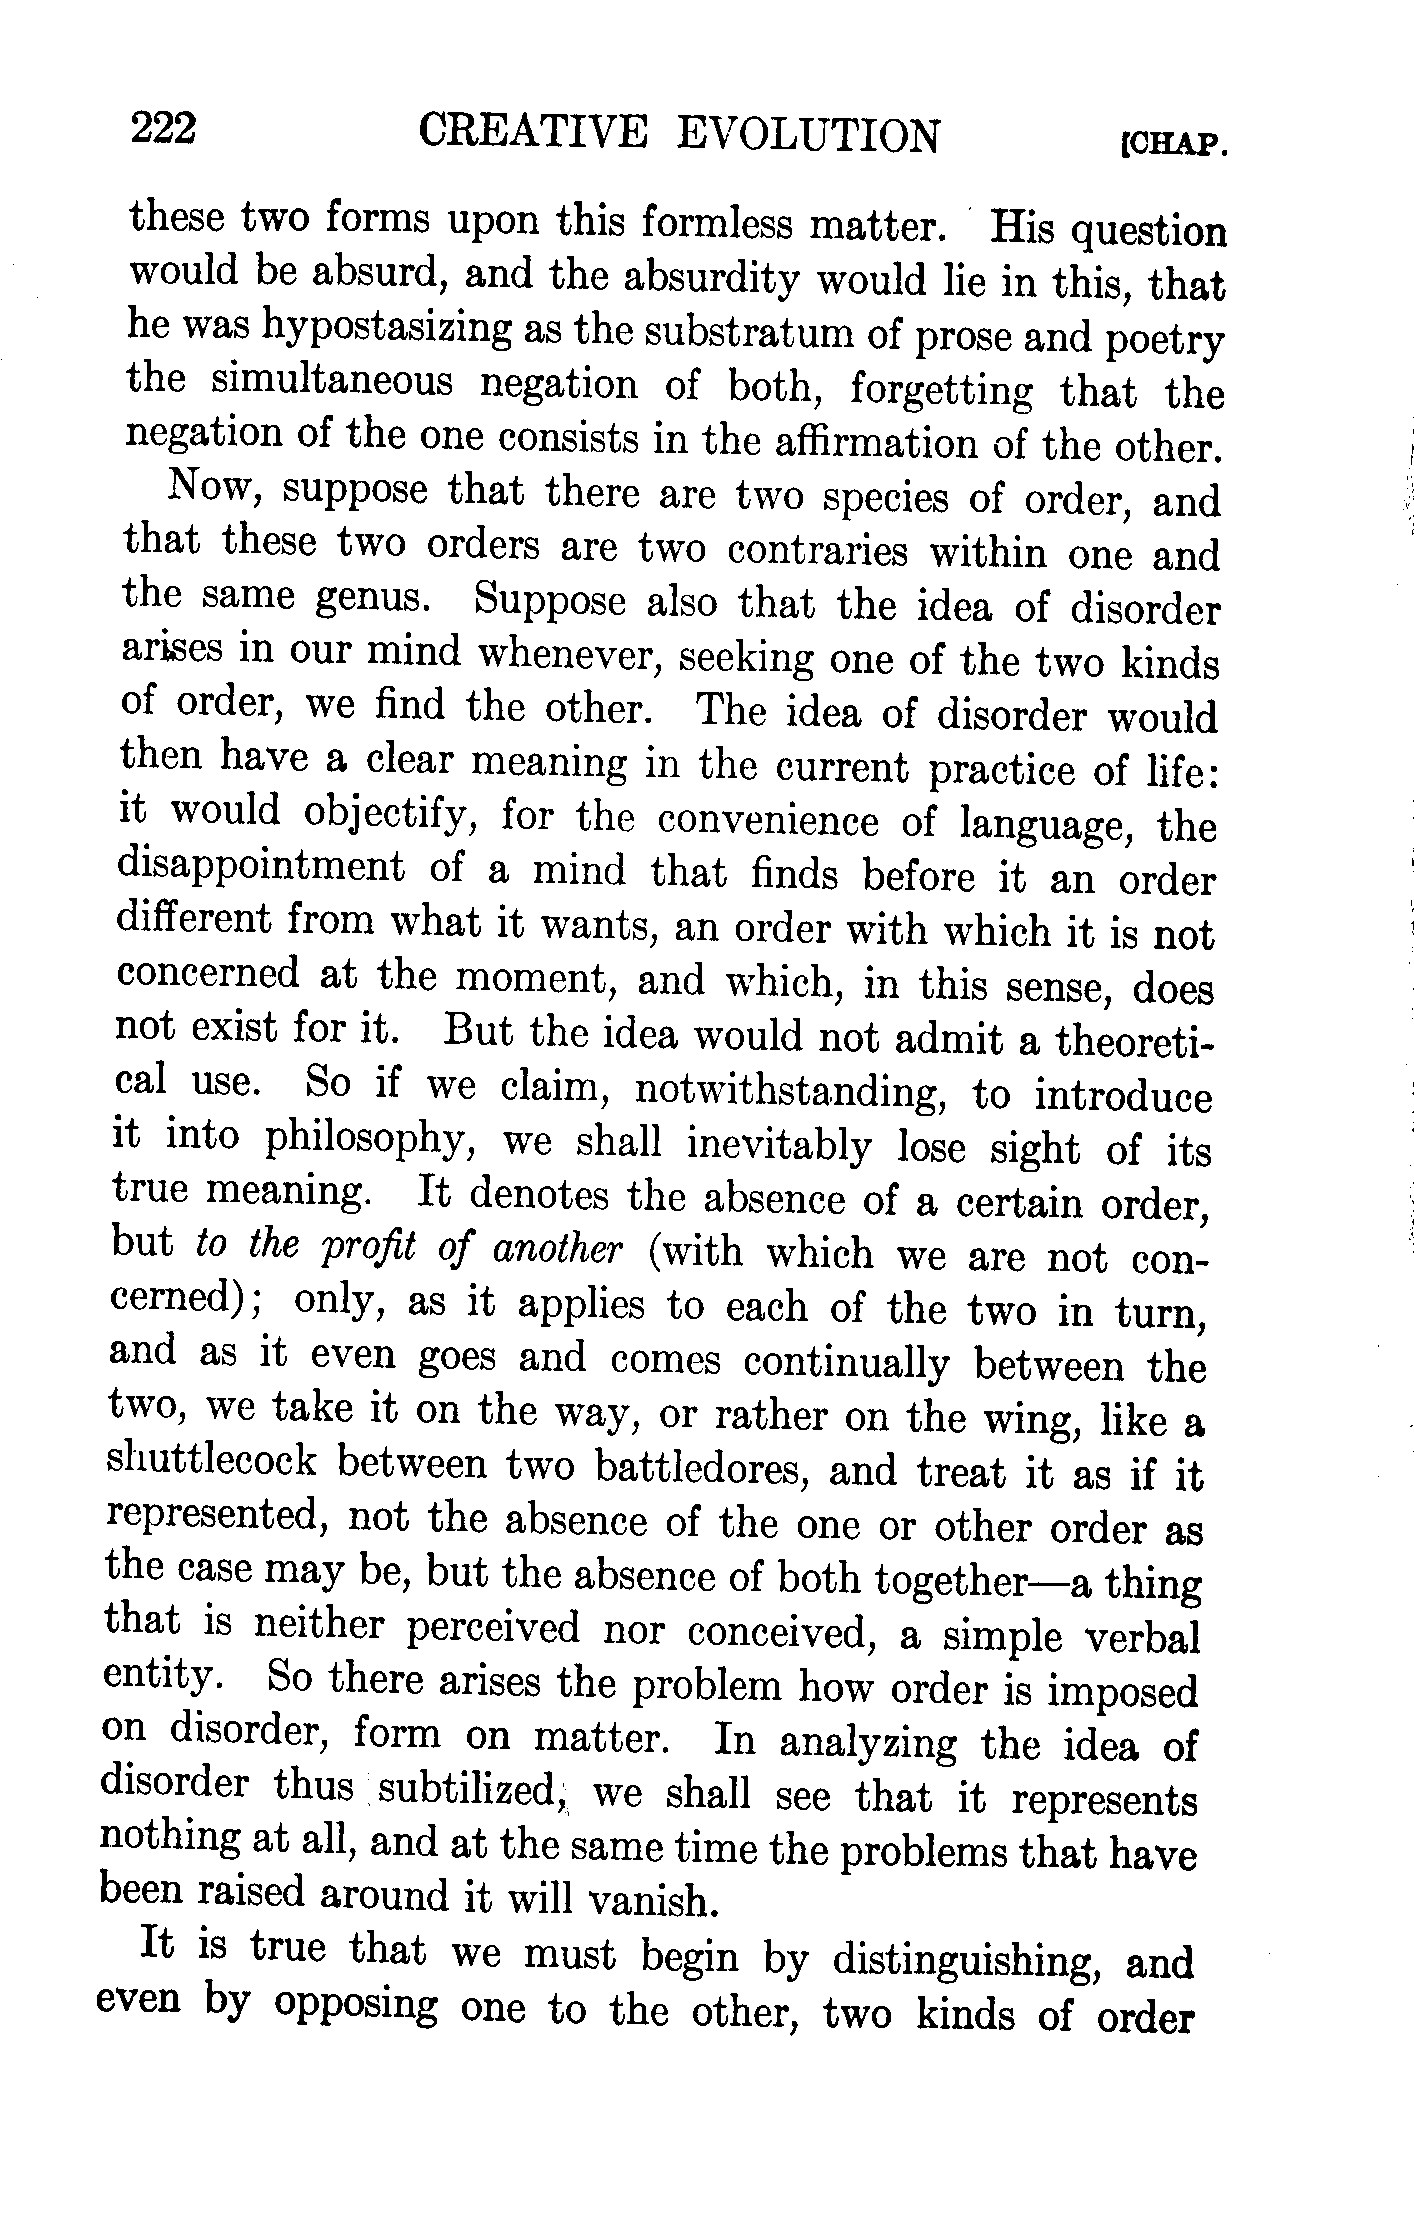 222 CREATIVE EVOLUTION [CHAP.
these two forms upon this formless matter. His question
would be absurd, and the absurdity would lie in this, that
he was hypostasizing as the substratum of prose and poetry
the simultaneous negation of both, forgetting that the
negation of the one consists in the affirmation of the other.
Now, suppose that there are two species of order, and
that these two orders are two contraries within one and
the same genus. Suppose also that the idea of disorder
arises in our mind whenever, seeking one of the two kinds
of order, we find the other. The idea of disorder would
then have a clear meaning in the current practice of life:
it would objectify, for the convenience of language, the
disappointment of a mind that finds before it an order
different from what it wants, an order with which it is not
concerned at the moment, and which, in this sense, does
not exist for it. But the idea would not admit a theoreti-
cal use. So if we claim, notwithstanding, to introduce
it into philosophy, we shall inevitably lose sight of its
true meaning. It denotes the absence of a certain order,
but to the profit of another (with which we are not con-
cerned); only, as it applies to each of the two in turn,
and as it even goes and comes continually between the
two, we take it on the way, or rather on the wing, like a
shuttlecock between two battledores, and treat it as if it
represented, not the absence of the one or other order as
the case may be, but the absence of both together—a thing
that is neither perceived nor conceived, a simple verbal
entity. So there arises the problem how order is imposed
on disorder, form on matter. In analyzing the idea of
disorder thus subtilized, we shall see that it represents
nothing at all, and at the same time the problems that have
been raised around it will vanish.
It is true that we must begin by distinguishing, and
even by opposing one to the other, two kinds of order